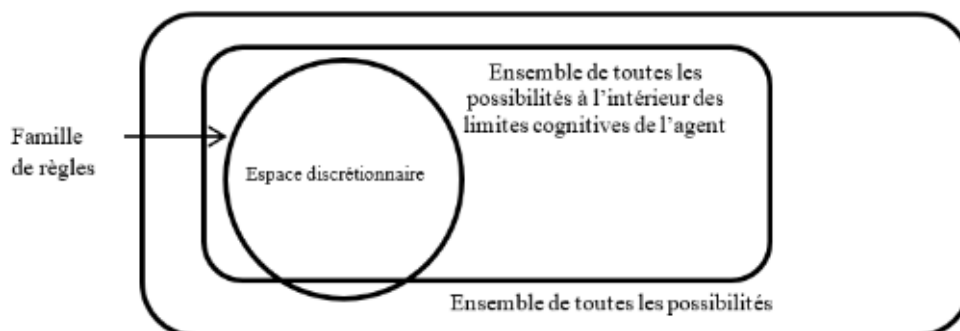 Ensemble de toutes les
possibilités à l'intérieur des
limites cognitives de l'agent
Famille
de règles
Espace discrétionnaire
Ensemble de toutes les possibilités